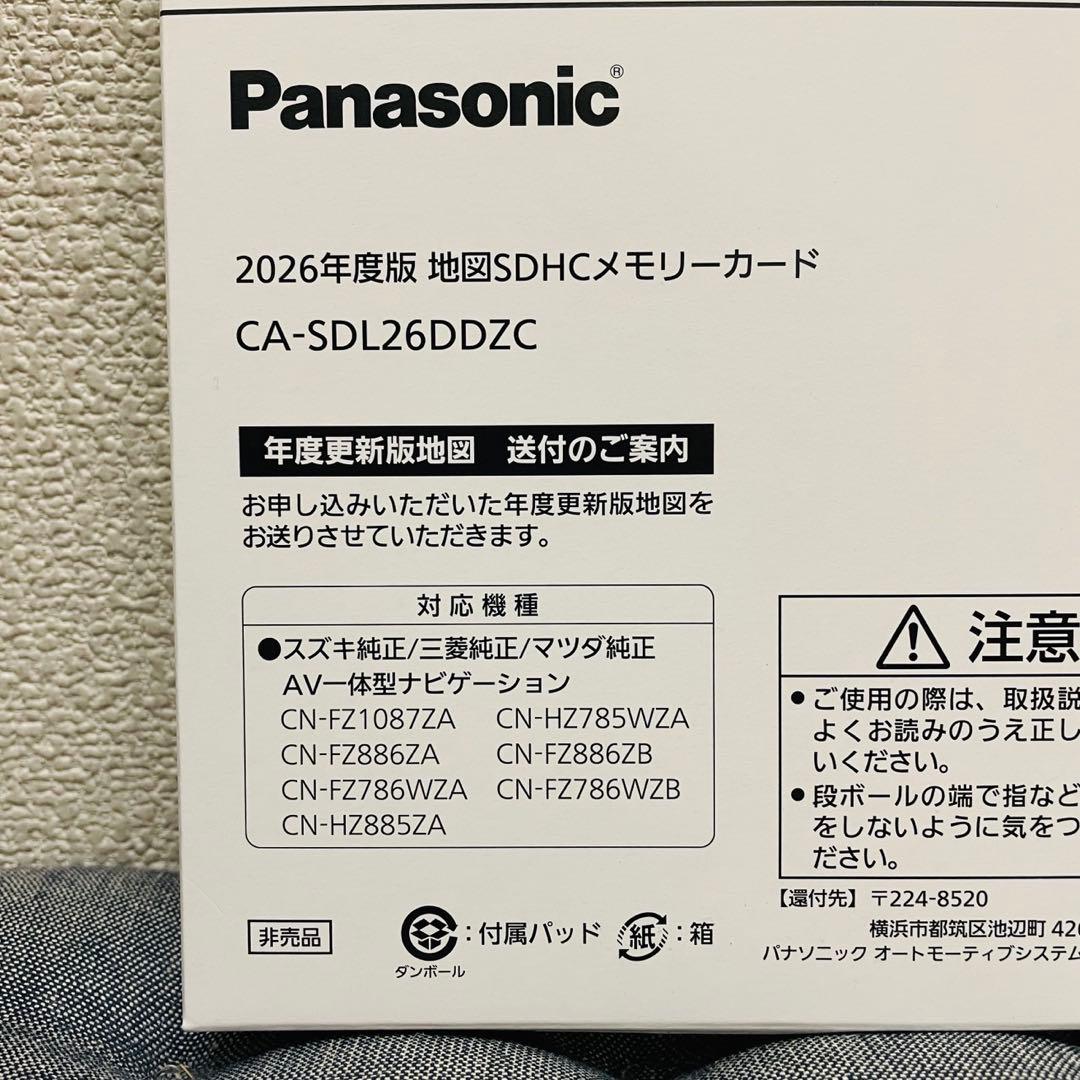 Panasonic®
2026年度版 地図SDHCメモリーカード
CA-SDL26DDZC
年度更新版地図　送付のご案内
お申し込みいただいた年度更新版地図を
お送りさせていただきます。
対応機種
●スズキ純正/三菱純正/マツダ純正
AV一体型ナビゲーション
CN-FZ1087ZA CN-HZ785WZA
CN-FZ886ZA CN-FZ886ZB
CN-FZ786WZA CN-FZ786WZB
CN-HZ885ZA
注意
●ご使用の際は、取扱説
よくお読みのうえ正し
いください。
●段ボールの端で指など
をしないように気をつ
ださい。
【還付先】〒224-8520
横浜市都筑区池辺町 426
パナソニック オートモーティブシステム
非売品
ダンボール
：付属パッド
紙
：箱